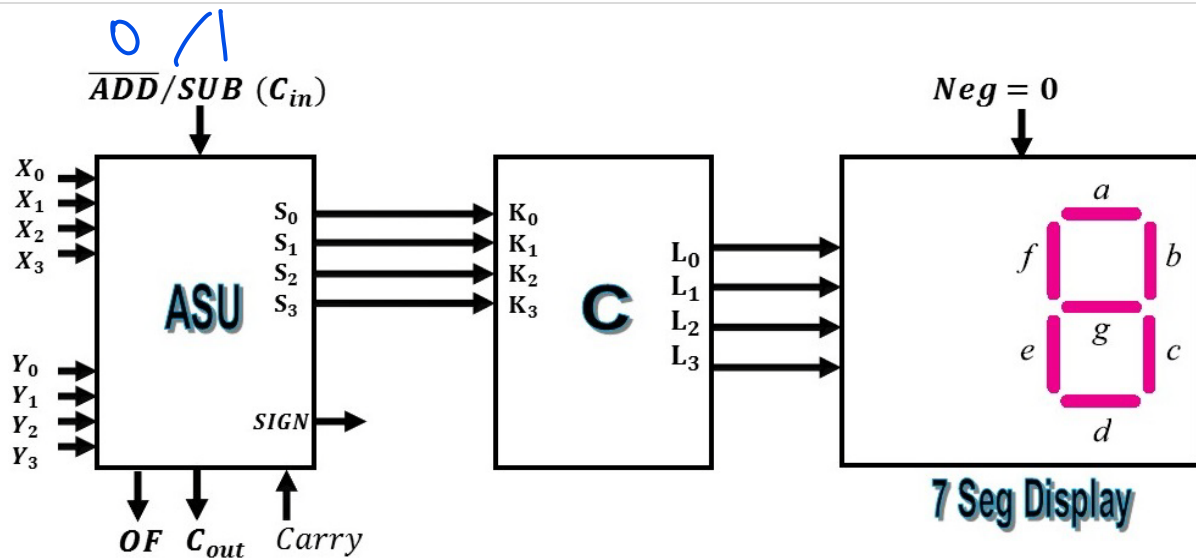 0 / 1
A̅D̅D̅/SUB (Cᵢₙ)
Neg = 0
X₀
X₁
X₂
X₃
Y₀
Y₁
Y₂
Y₃
S₀
S₁
S₂
S₃
ASU
SIGN
OF
Cₒᵤₜ
Carry
K₀
K₁
K₂
K₃
C
L₀
L₁
L₂
L₃
a
f
b
g
e
c
d
7 Seg Display